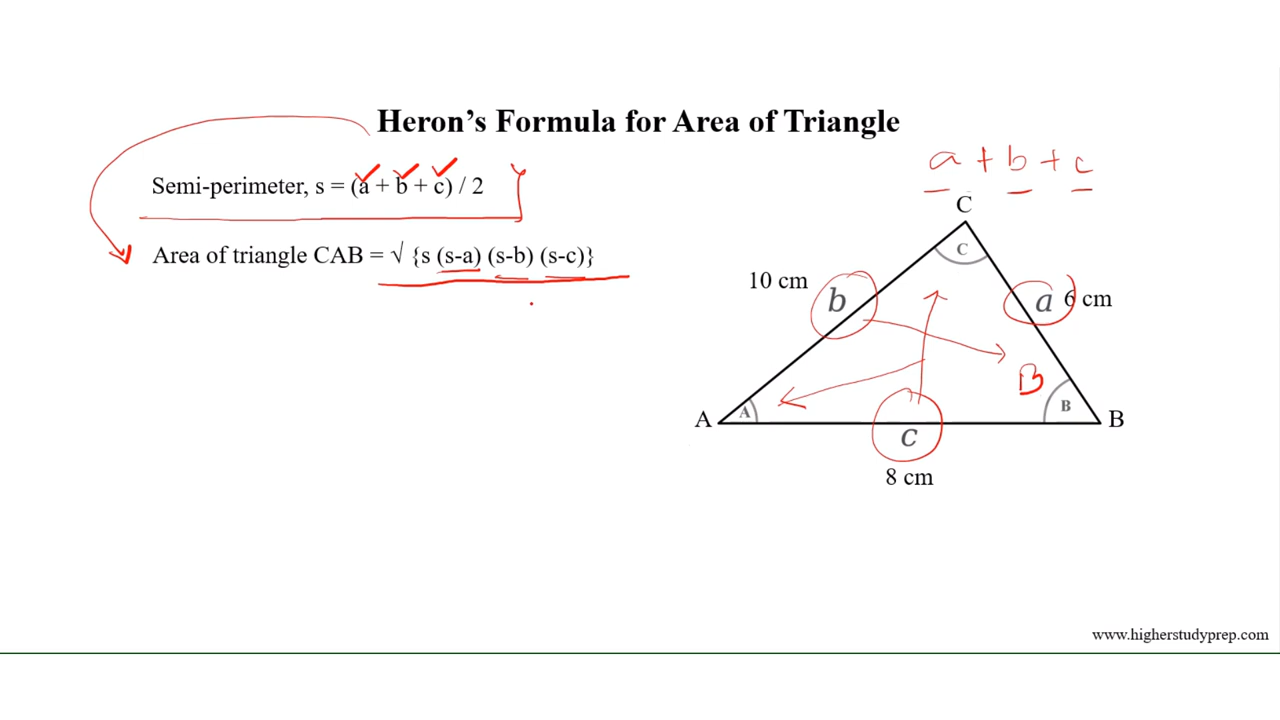 Heron's Formula for Area of Triangle
a + b + c
Semi-perimeter, s = (a + b + c) / 2
C
Area of triangle CAB = √ {s (s-a) (s-b) (s-c)}
C
10 cm
b
a 6 cm
B
A
A
B
B
c
8 cm
www.higherstudyprep.com